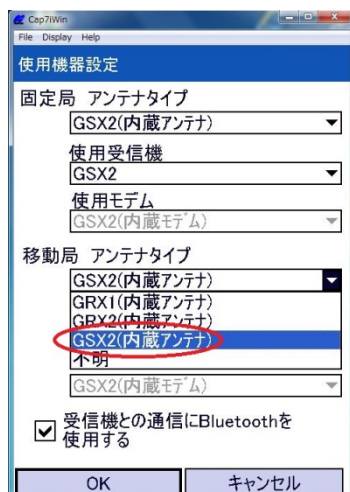 Cap7iWin
File Display Help
使用機器設定
固定局 アンテナタイプ
GSX2(内蔵アンテナ)
使用受信機
GSX2
使用モデム
GSX2(内蔵モデム)
移動局 アンテナタイプ
GSX2(内蔵アンテナ)
GRX1(内蔵アンテナ)
GRX2(内蔵アンテナ)
GSX2(内蔵アンテナ)
不明
GSX2(内蔵モデム)
受信機との通信にBluetoothを
使用する
OK キャンセル